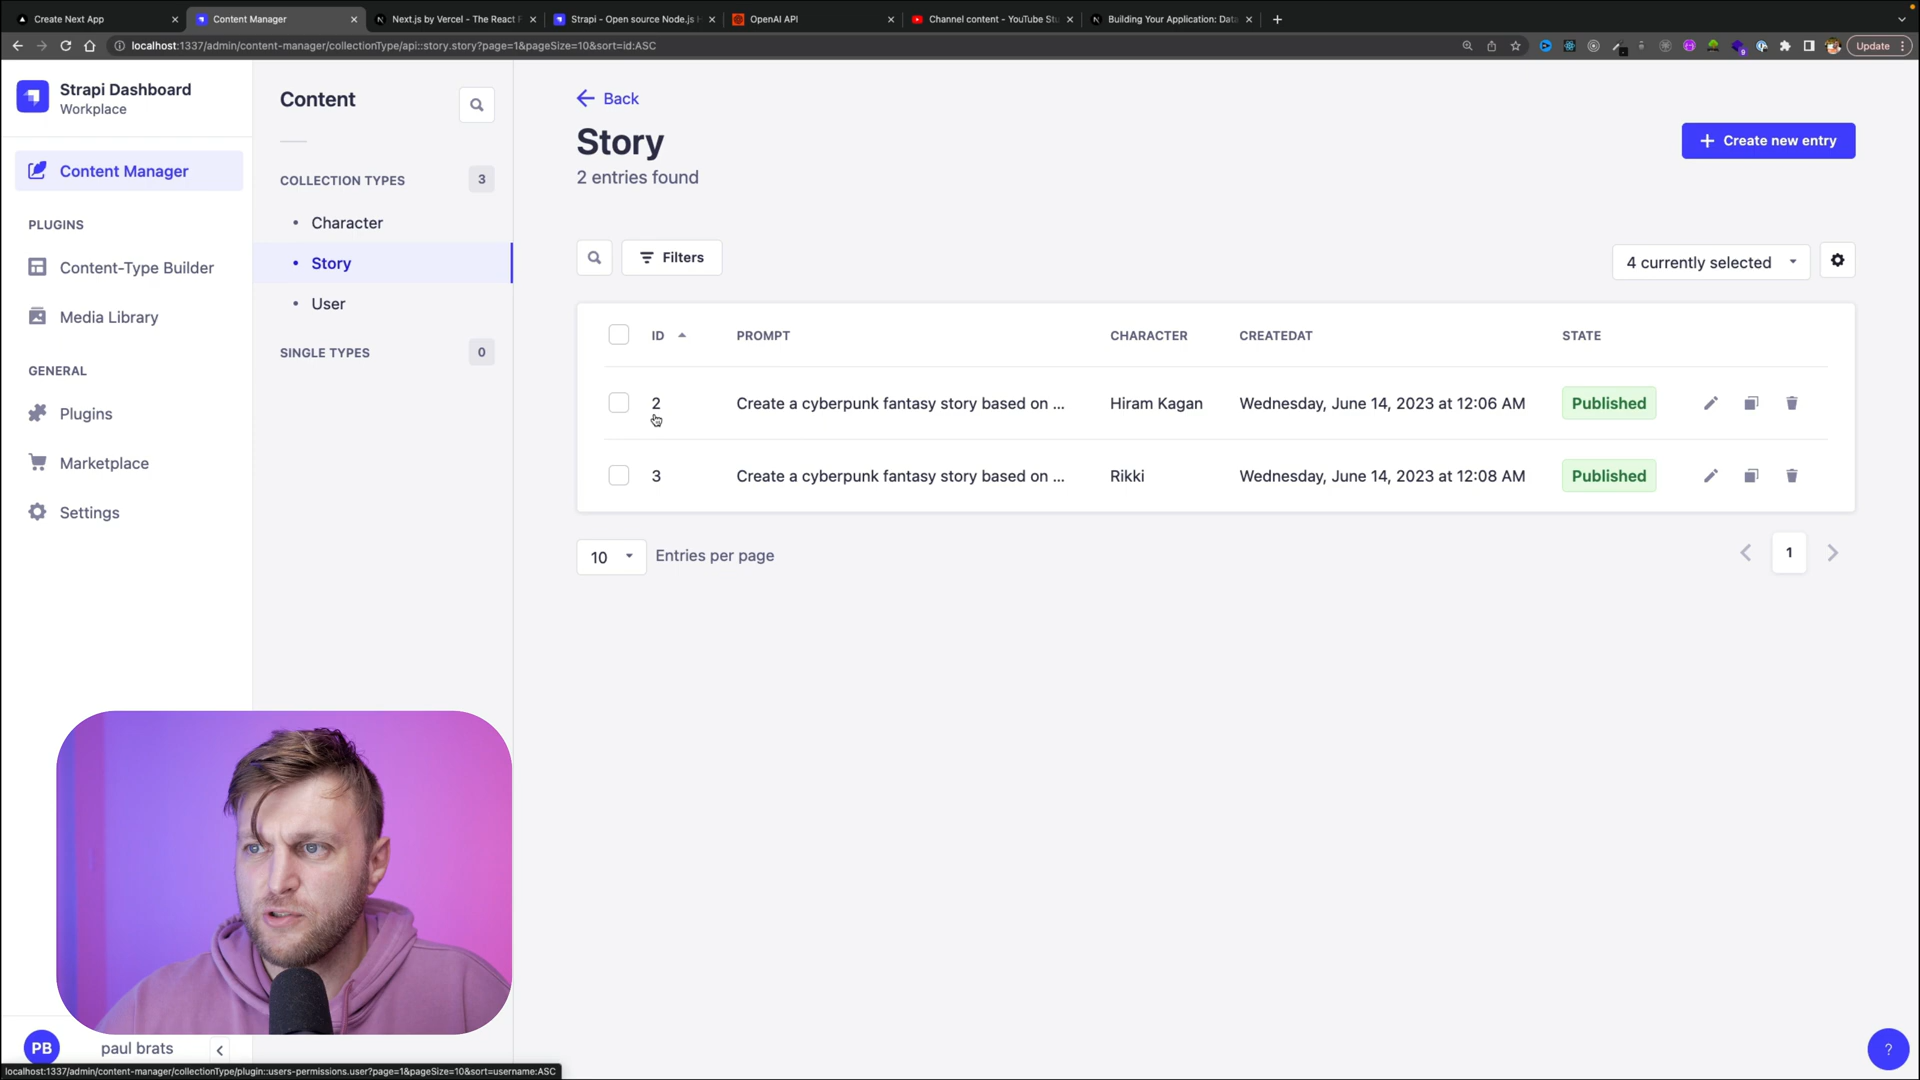 Create Next App
Content Manager
Next.js by Vercel - The React F
Strapi - Open source Node.js H
OpenAI API
Channel content - YouTube Stu
Building Your Application: Data
localhost:1337/admin/content-manager/collectionType/api::story.story?page=1&pageSize=10&sort=id:ASC
Update
Strapi Dashboard
Workplace
Content Manager
PLUGINS
Content-Type Builder
Media Library
GENERAL
Plugins
Marketplace
Settings
Content
COLLECTION TYPES
3
Character
Story
User
SINGLE TYPES
0
Back
Story
2 entries found
Create new entry
Filters
4 currently selected
ID PROMPT CHARACTER CREATEDAT STATE
2 Create a cyberpunk fantasy story based on ... Hiram Kagan Wednesday, June 14, 2023 at 12:06 AM Published
3 Create a cyberpunk fantasy story based on ... Rikki Wednesday, June 14, 2023 at 12:08 AM Published
10 Entries per page
1
PB paul brats
?
localhost:1337/admin/content-manager/collectionType/plugin::users-permissions.user?page=1&pageSize=10&sort=username:ASC